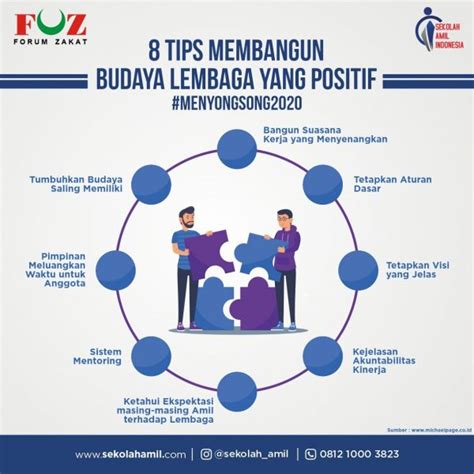 FOZ
FORUM ZAKAT
SEKOLAH
AMIL
INDONESIA
8 TIPS MEMBANGUN
BUDAYA LEMBAGA YANG POSITIF
#MENYONGSONG2020
Bangun Suasana
Kerja yang Menyenangkan
Tetapkan Aturan
Dasar
Tetapkan Visi
yang Jelas
Kejelasan
Akuntabilitas
Kinerja
Ketahui Ekspektasi
masing-masing Amil
terhadap Lembaga
Sistem
Mentoring
Pimpinan
Meluangkan
Waktu untuk
Anggota
Tumbuhkan Budaya
Saling Memiliki
Sumber : www.michaelpage.co.id
www.sekolahamil.com | @sekolah_amil | 0812 1000 3823